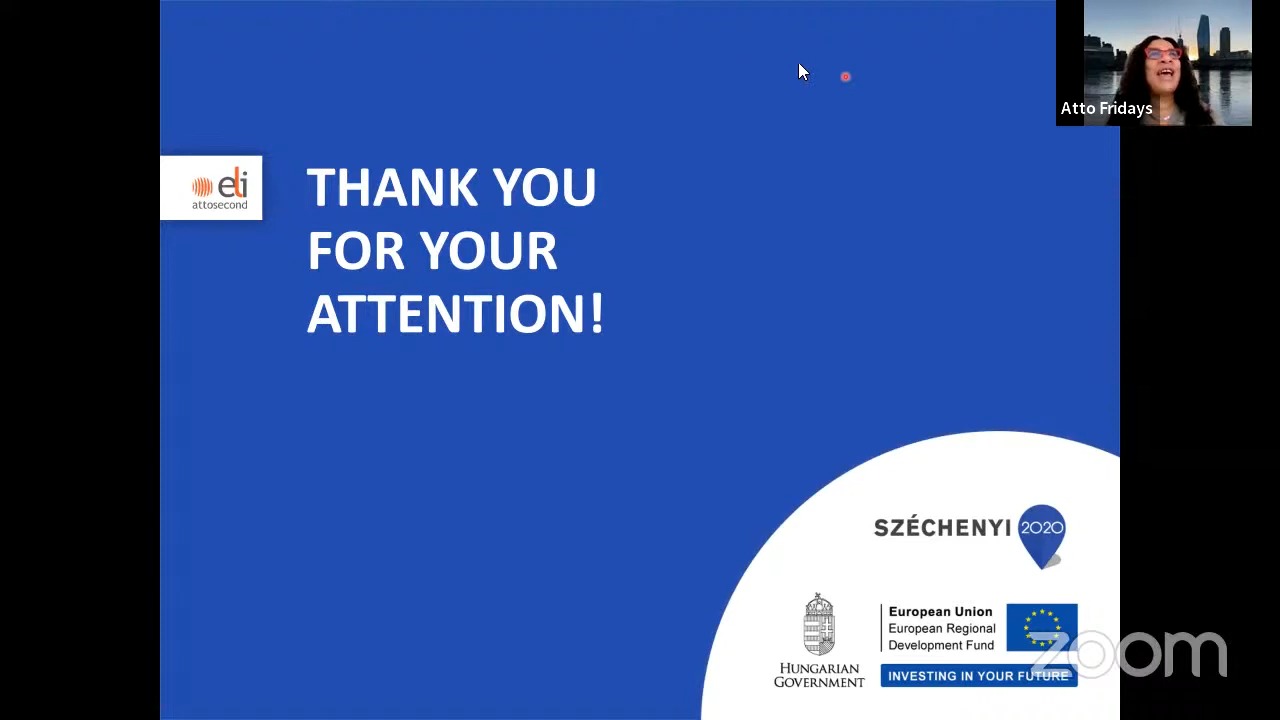 Atto Fridays
eli
attosecond
THANK YOU
FOR YOUR
ATTENTION!
SZÉCHENYI 2020
HUNGARIAN
GOVERNMENT
European Union
European Regional
Development Fund
INVESTING IN YOUR FUTURE
zoom